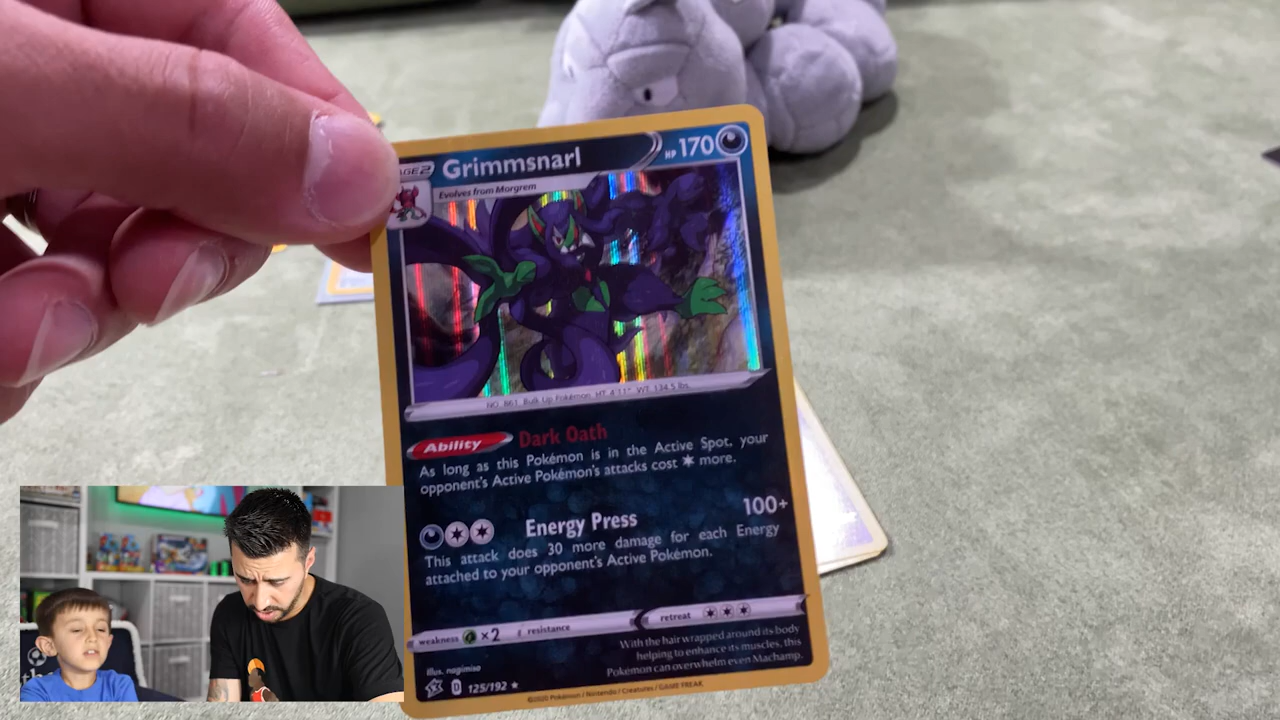 AGE2 Grimmsnarl HP 170
Evolves from Morgrem
NO. 861 Bulk Up Pokémon HT: 4'11" WT: 134.5 lbs.
Ability Dark Oath
As long as this Pokémon is in the Active Spot, your
opponent's Active Pokémon's attacks cost more.
Energy Press 100+
This attack does 30 more damage for each Energy
attached to your opponent's Active Pokémon.
weakness ×2 resistance retreat
With the hair wrapped around its body
helping to enhance its muscles, this
Pokémon can overwhelm even Machamp.
Illus. nagimiso
D 125/192 ★
©2020 Pokémon / Nintendo / Creatures / GAME FREAK